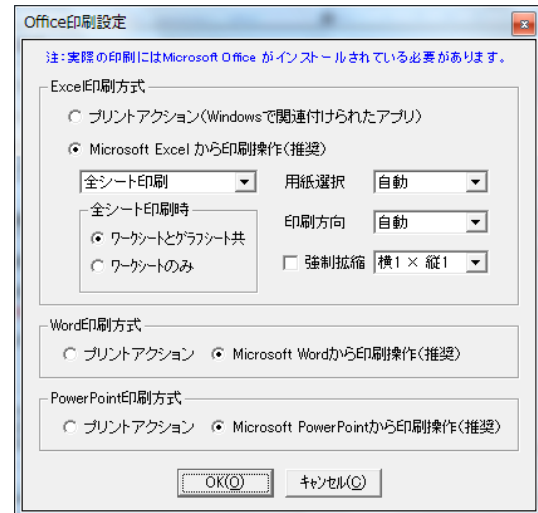 Office印刷設定
注:実際の印刷にはMicrosoft Office がインストールされている必要があります。
Excel印刷方式
プリントアクション(Windowsで関連付けられたアプリ)
Microsoft Excel から印刷操作(推奨)
全シート印刷 用紙選択 自動
全シート印刷時
ワークシートとグラフシート共
印刷方向 自動
ワークシートのみ
強制拡縮 横1 × 縦1
Word印刷方式
プリントアクション Microsoft Wordから印刷操作(推奨)
PowerPoint印刷方式
プリントアクション Microsoft PowerPointから印刷操作(推奨)
OK(O) キャンセル(C)